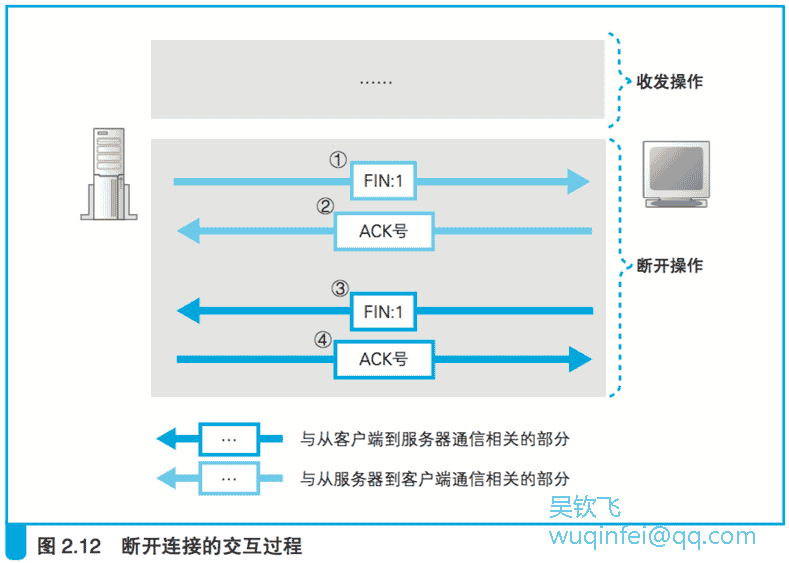 ……
收发操作
①
FIN:1
②
ACK号
断开操作
③
FIN:1
④
ACK号
… 与从客户端到服务器通信相关的部分
… 与从服务器到客户端通信相关的部分
吴钦飞
wuqinfei@qq.com
图 2.12 断开连接的交互过程